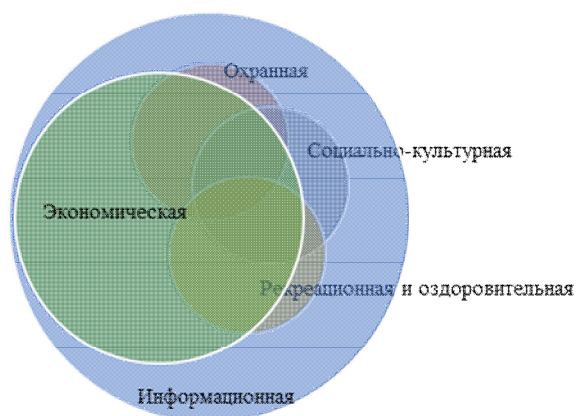 Охранная
Социально-культурная
Экономическая
Рекреационная и оздоровительная
Информационная